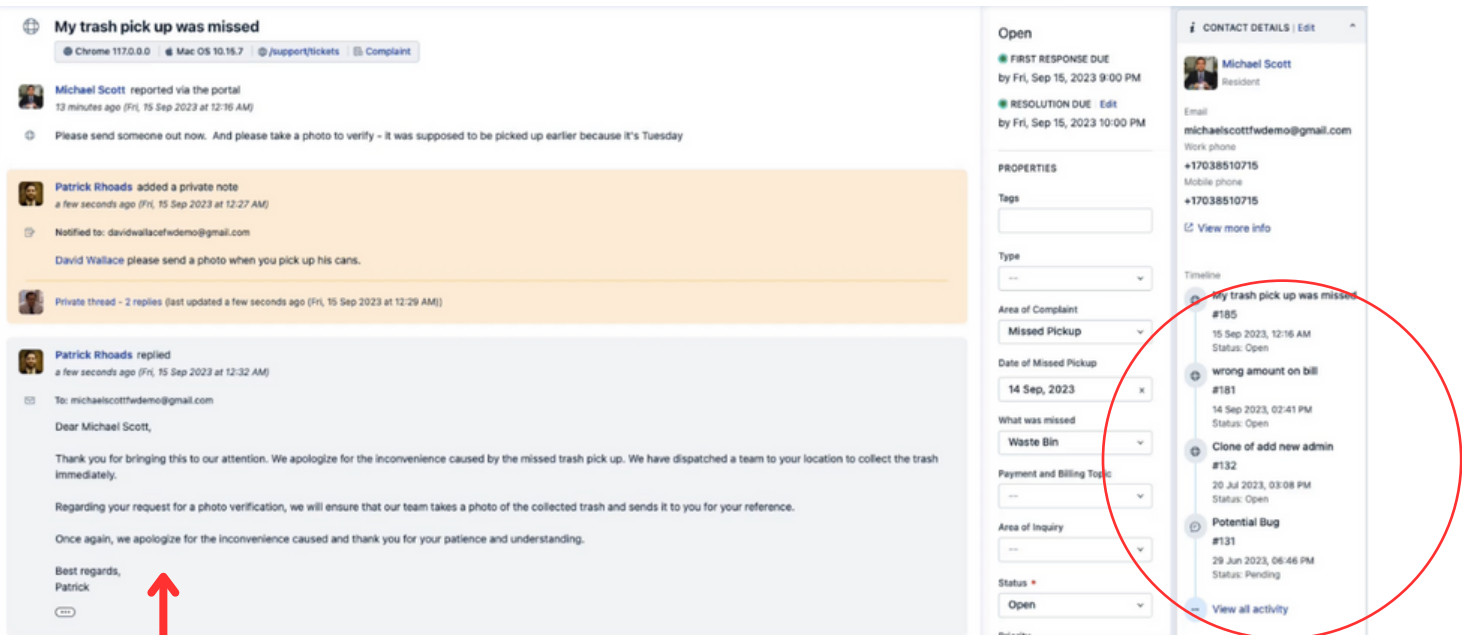 My trash pick up was missed
Chrome 117.0.0.0 | Mac OS 10.15.7 | /support/tickets | Complaint
Michael Scott reported via the portal
13 minutes ago (Fri, 15 Sep 2023 at 12:16 AM)
Please send someone out now. And please take a photo to verify - it was supposed to be picked up earlier because it's Tuesday
Patrick Rhoads added a private note
a few seconds ago (Fri, 15 Sep 2023 at 12:27 AM)
Notified to: davidwallacefwdemo@gmail.com
David Wallace please send a photo when you pick up his cans.
Private thread - 2 replies (last updated a few seconds ago (Fri, 15 Sep 2023 at 12:29 AM))
Patrick Rhoads replied
a few seconds ago (Fri, 15 Sep 2023 at 12:32 AM)
To: michaelscottfwdemo@gmail.com
Dear Michael Scott,
Thank you for bringing this to our attention. We apologize for the inconvenience caused by the missed trash pick up. We have dispatched a team to your location to collect the trash
immediately.
Regarding your request for a photo verification, we will ensure that our team takes a photo of the collected trash and sends it to you for your reference.
Once again, we apologize for the inconvenience caused and thank you for your patience and understanding.
Best regards,
Patrick
Open
FIRST RESPONSE DUE
by Fri, Sep 15, 2023 9:00 PM
RESOLUTION DUE | Edit
by Fri, Sep 15, 2023 10:00 PM
PROPERTIES
Tags
Type
--
Area of Complaint
Missed Pickup
Date of Missed Pickup
14 Sep, 2023
What was missed
Waste Bin
Payment and Billing Topic
--
Area of Inquiry
--
Status *
Open
Priority
CONTACT DETAILS | Edit
Michael Scott
Resident
Email
michaelscottfwdemo@gmail.com
Work phone
+17038510715
Mobile phone
+17038510715
View more info
Timeline
My trash pick up was missed
#185
15 Sep 2023, 12:16 AM
Status: Open
wrong amount on bill
#181
14 Sep 2023, 02:41 PM
Status: Open
Clone of add new admin
#132
20 Jul 2023, 03:08 PM
Status: Open
Potential Bug
#131
29 Jun 2023, 06:46 PM
Status: Pending
View all activity